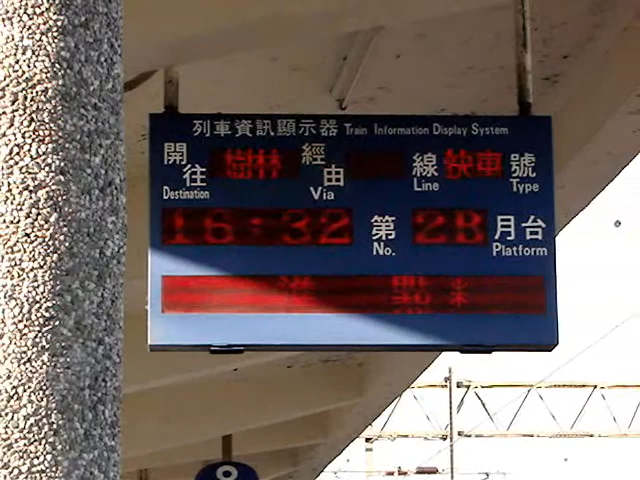 列車資訊顯示器 Train Information Display System
開往 樹林 經由 線 快車 號
Destination Via Line Type
16:32 第 2B 月台
No. Platform
點